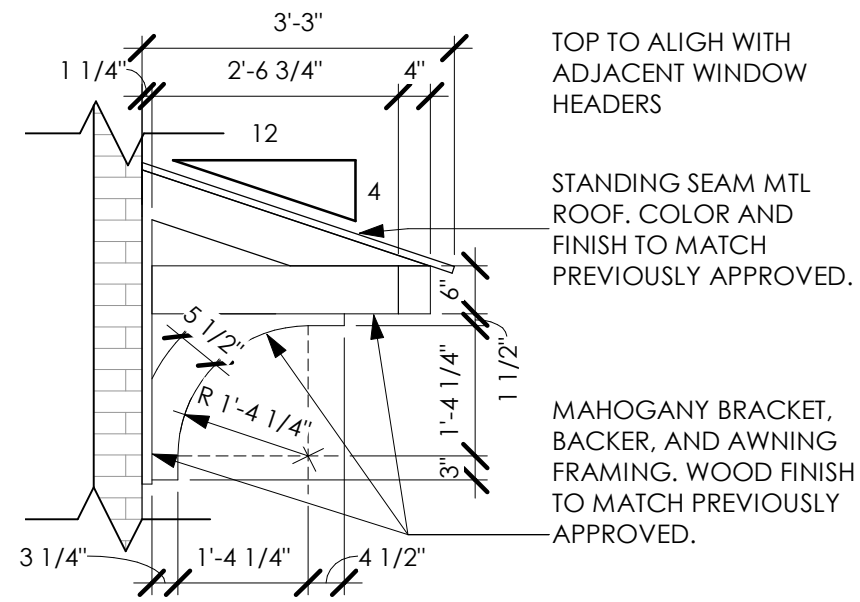 3'-3"
1 1/4"
2'-6 3/4"
4"
12
4
TOP TO ALIGH WITH
ADJACENT WINDOW
HEADERS
STANDING SEAM MTL
ROOF. COLOR AND
FINISH TO MATCH
PREVIOUSLY APPROVED.
6"
1 1/2"
5 1/2"
R 1'-4 1/4"
1'-4 1/4"
3"
MAHOGANY BRACKET,
BACKER, AND AWNING
FRAMING. WOOD FINISH
TO MATCH PREVIOUSLY
APPROVED.
3 1/4"
1'-4 1/4"
4 1/2"